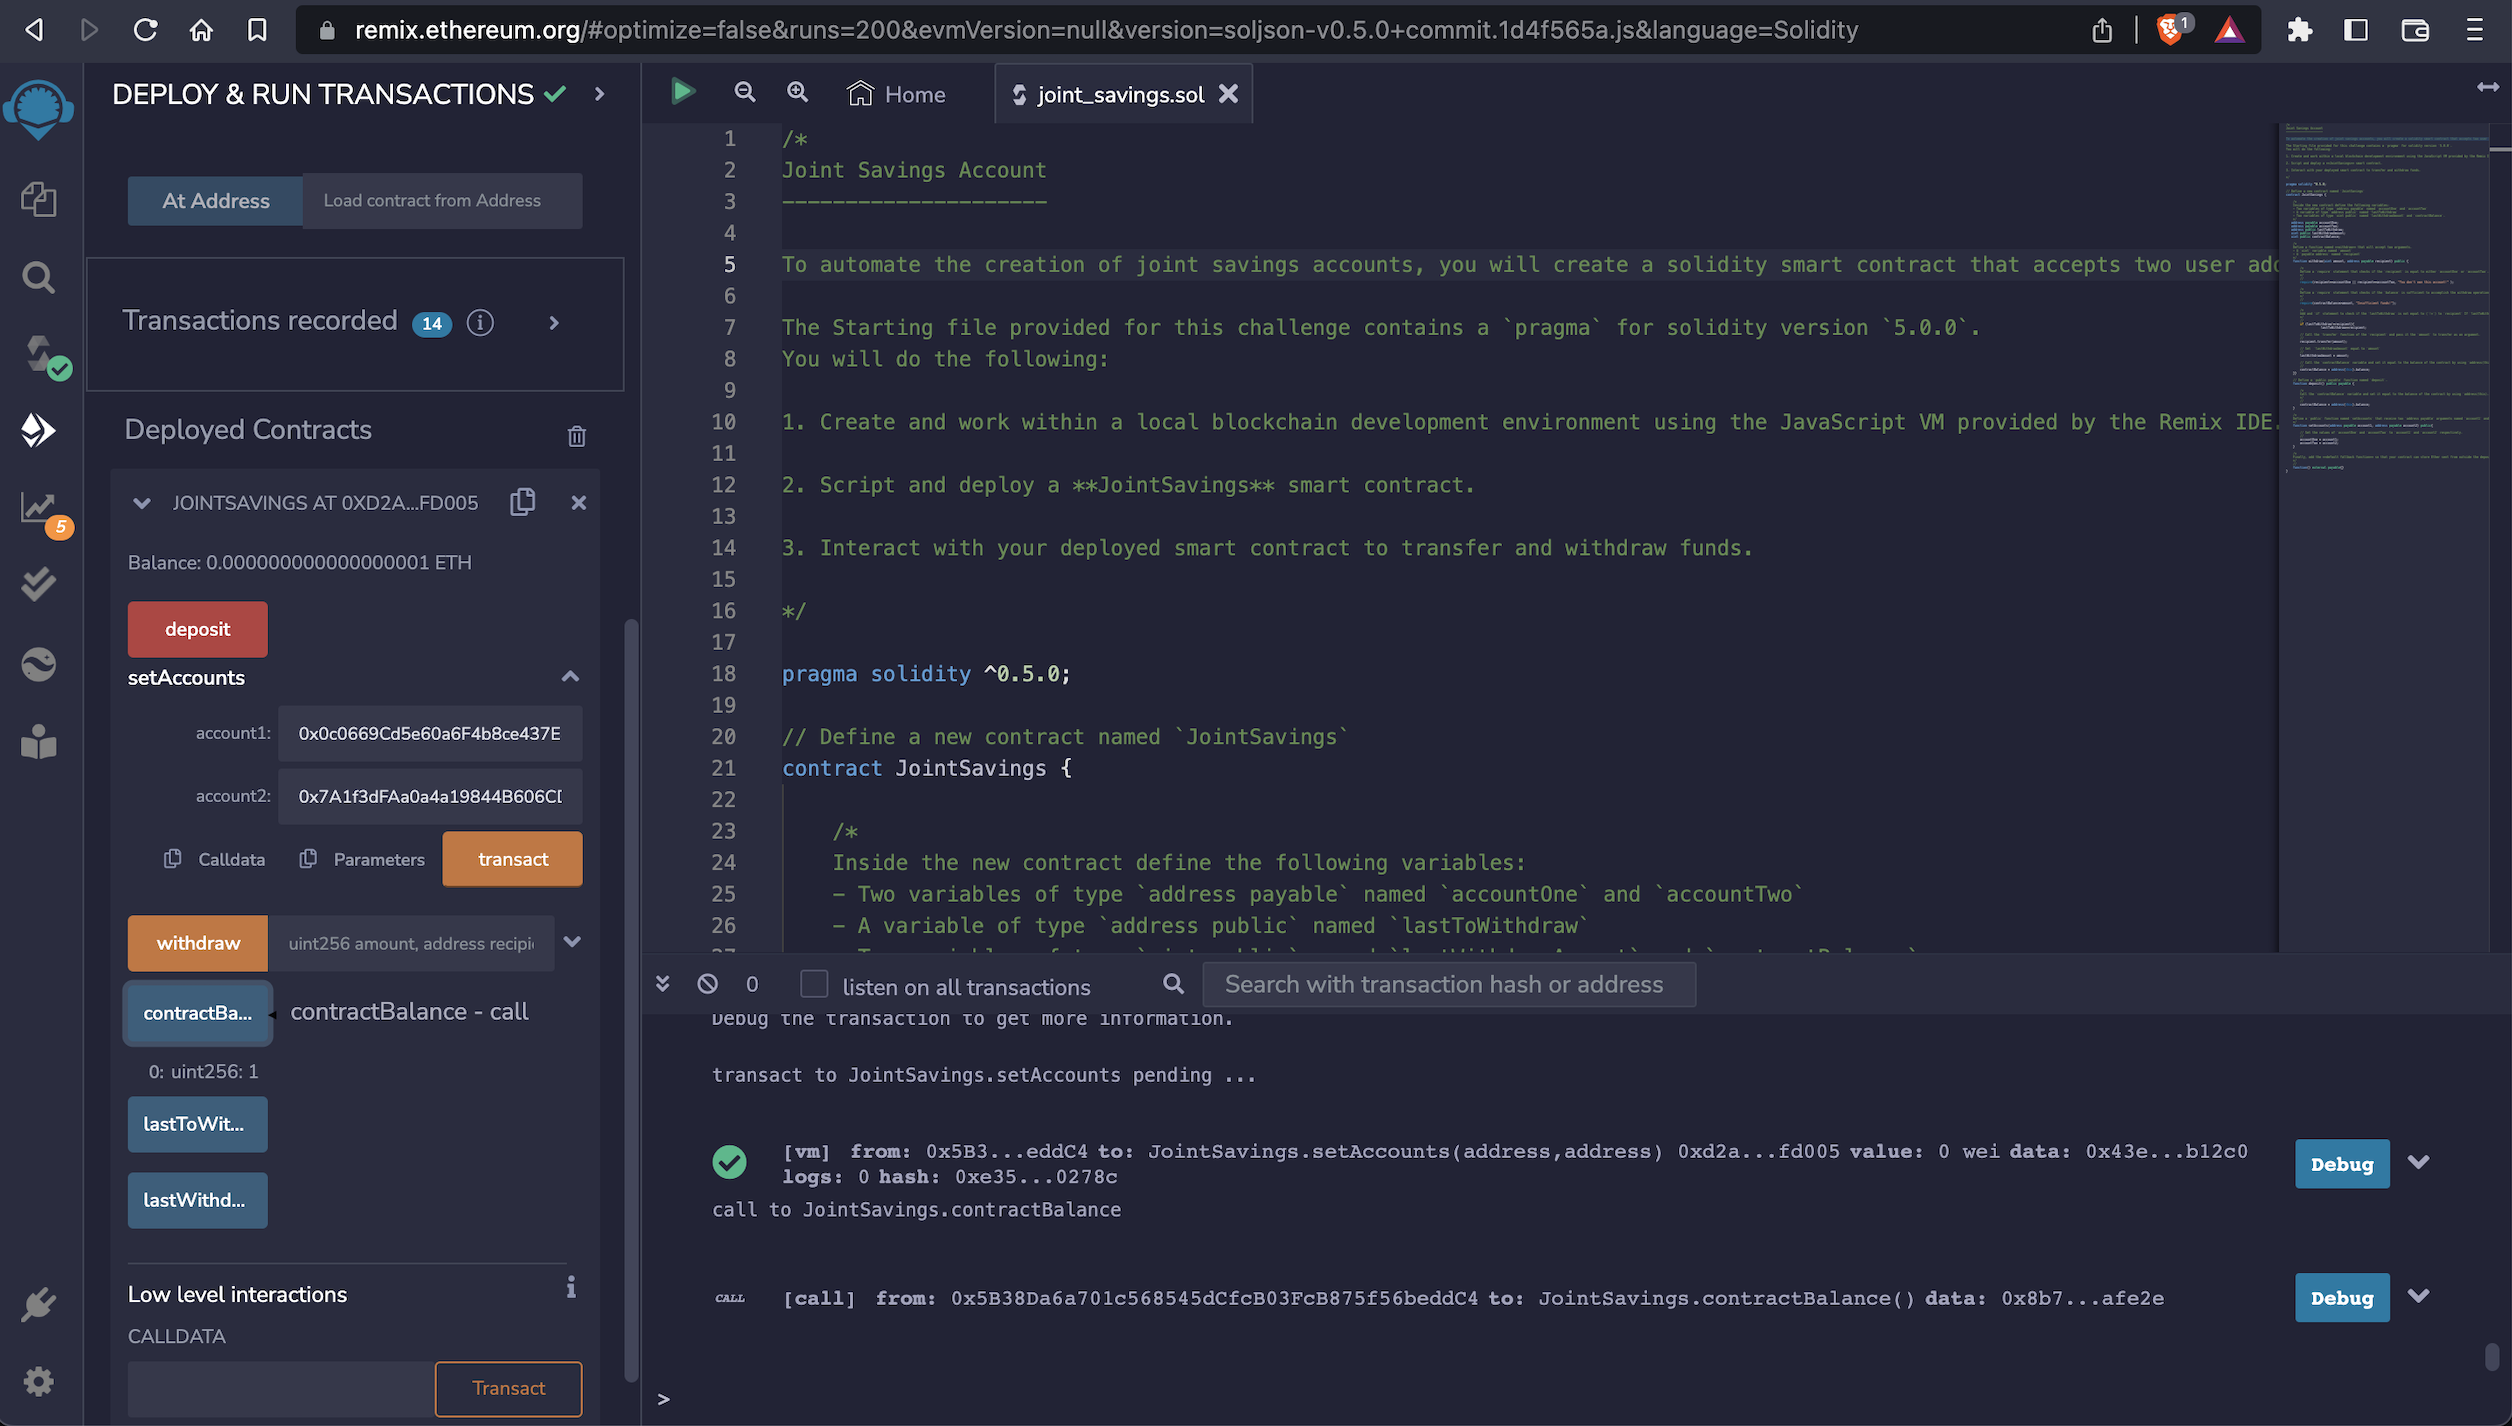 remix.ethereum.org/#optimize=false&runs=200&evmVersion=null&version=soljson-v0.5.0+commit.1d4f565a.js&language=Solidity
1
DEPLOY & RUN TRANSACTIONS
At Address
Load contract from Address
Transactions recorded 14 i
Deployed Contracts
JOINTSAVINGS AT 0XD2A...FD005
5
Balance: 0.000000000000000001 ETH
deposit
setAccounts
account1: 0x0c0669Cd5e60a6F4b8ce437E
account2: 0x7A1f3dFAa0a4a19844B606CD
Calldata
Parameters
transact
withdraw
uint256 amount, address recipie
contractBa...
contractBalance - call
0: uint256: 1
lastToWit...
lastWithd...
Low level interactions
i
CALLDATA
Transact
Home
joint_savings.sol
1 /*
2 Joint Savings Account
3 ---------------------
4
5 To automate the creation of joint savings accounts, you will create a solidity smart contract that accepts two user add
6
7 The Starting file provided for this challenge contains a `pragma` for solidity version `5.0.0`.
8 You will do the following:
9
10 1. Create and work within a local blockchain development environment using the JavaScript VM provided by the Remix IDE.
11
12 2. Script and deploy a **JointSavings** smart contract.
13
14 3. Interact with your deployed smart contract to transfer and withdraw funds.
15
16 */
17
18 pragma solidity ^0.5.0;
19
20 // Define a new contract named `JointSavings`
21 contract JointSavings {
22
23 /*
24 Inside the new contract define the following variables:
25 - Two variables of type `address payable` named `accountOne` and `accountTwo`
26 - A variable of type `address public` named `lastToWithdraw`
0
listen on all transactions
Search with transaction hash or address
Debug the transaction to get more information.
transact to JointSavings.setAccounts pending ...
[vm] from: 0x5B3...eddC4 to: JointSavings.setAccounts(address,address) 0xd2a...fd005 value: 0 wei data: 0x43e...b12c0
logs: 0 hash: 0xe35...0278c
Debug
call to JointSavings.contractBalance
CALL [call] from: 0x5B38Da6a701c568545dCfcB03FcB875f56beddC4 to: JointSavings.contractBalance() data: 0x8b7...afe2e
Debug
>